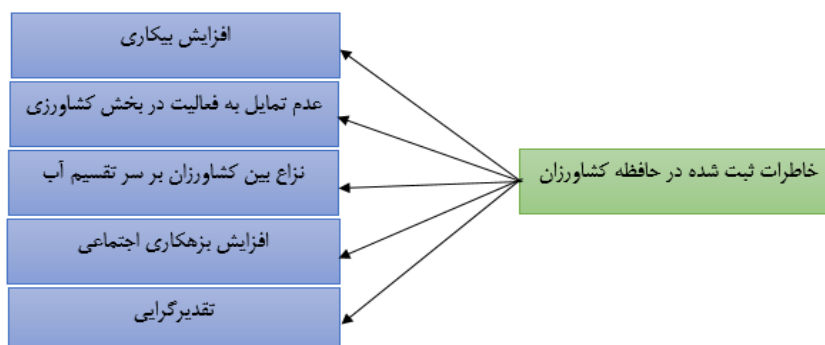 خاطرات ثبت شده در حافظه کشاورزان
افزایش بیکاری
عدم تمایل به فعالیت در بخش کشاورزی
نزاع بین کشاورزان بر سر تقسیم آب
افزایش بزهکاری اجتماعی
تقدیرگرایی